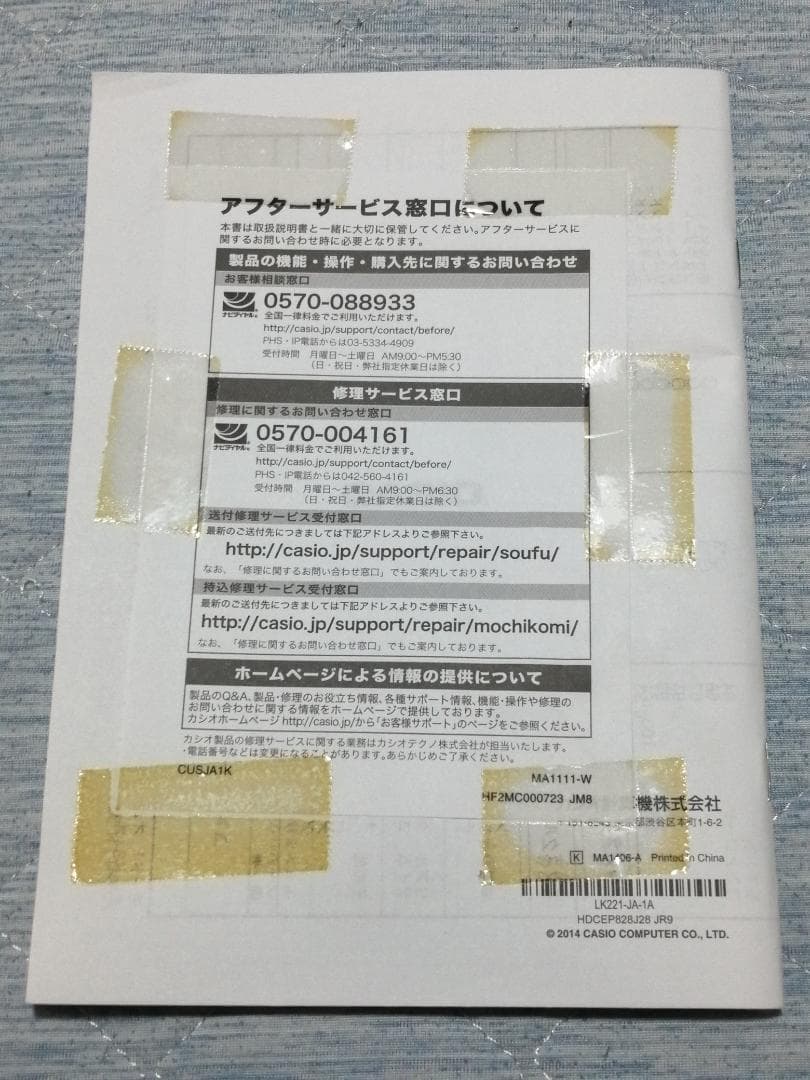 アフターサービス窓口について
本書は取扱説明書と一緒に大切に保管してください。アフターサービスに
関するお問い合わせ時に必要となります。
製品の機能・操作・購入先に関するお問い合わせ
お客様相談窓口
ナビダイヤル® 0570-088933
全国一律料金でご利用いただけます。
http://casio.jp/support/contact/before/
PHS・IP電話からは03-5334-4909
受付時間 月曜日〜土曜日 AM9:00〜PM5:30
(日・祝日・弊社指定休業日は除く)
修理サービス窓口
修理に関するお問い合わせ窓口
ナビダイヤル® 0570-004161
全国一律料金でご利用いただけます。
http://casio.jp/support/contact/before/
PHS・IP電話からは042-560-4161
受付時間 月曜日〜土曜日 AM9:00〜PM6:30
(日・祝日・弊社指定休業日は除く)
送付修理サービス受付窓口
最新のご送付先につきましては下記アドレスよりご参照下さい。
http://casio.jp/support/repair/soufu/
なお、「修理に関するお問い合わせ窓口」でもご案内しております。
持込修理サービス受付窓口
最新のご送付先につきましては下記アドレスよりご参照下さい。
http://casio.jp/support/repair/mochikomi/
なお、「修理に関するお問い合わせ窓口」でもご案内しております。
ホームページによる情報の提供について
製品のQ&A、製品・修理のお役立ち情報、各種サポート情報、機能・操作や修理の
お問い合わせに関する情報をホームページで提供しております。
カシオホームページ http://casio.jp/から「お客様サポート」のページをご参照ください。
カシオ製品の修理サービスに関する業務はカシオテクノ株式会社が担当いたします。
・電話番号などは変更になることがあります。あらかじめご了承ください。
CUSJA1K
MA1111-W
HF2MC000723 JM8
機株式会社
東京都渋谷区本町1-6-2
K MA1406-A Printed in China
LK221-JA-1A
HDCEP828J28 JR9
© 2014 CASIO COMPUTER CO., LTD.